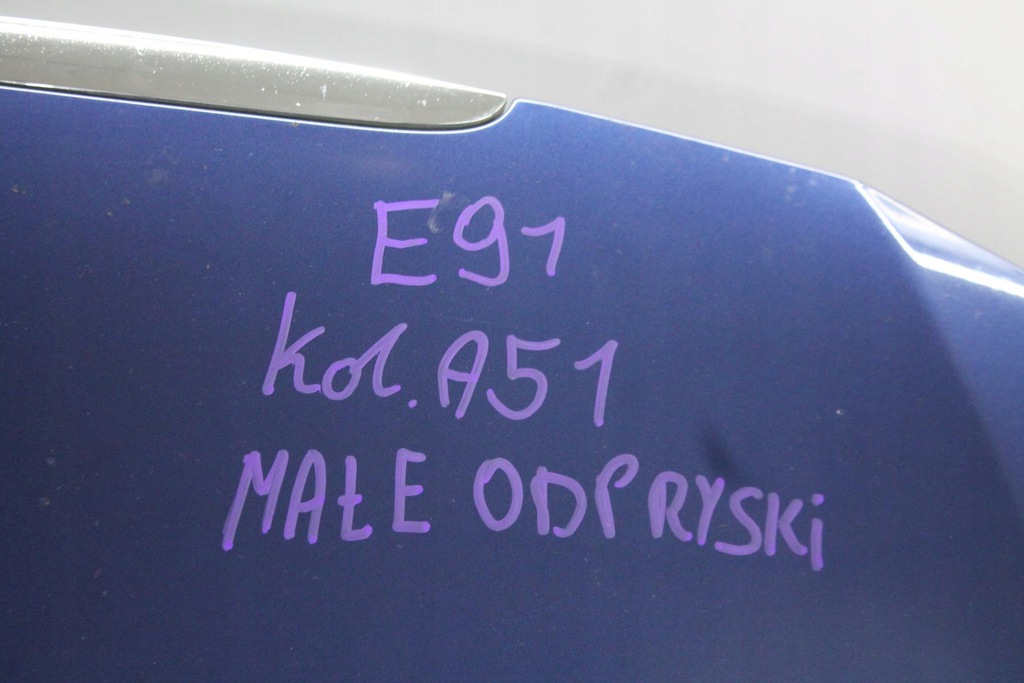 E91
Kol. A51
MAŁE ODPRYSKi